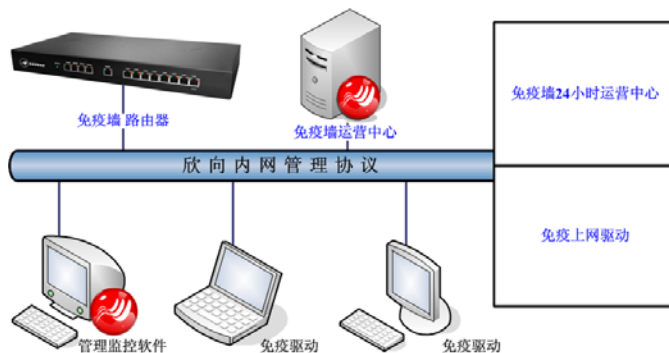 免疫墙 路由器
免疫墙运营中心
免疫墙24小时运营中心
欣向内网管理协议
免疫上网驱动
管理监控软件
免疫驱动
免疫驱动